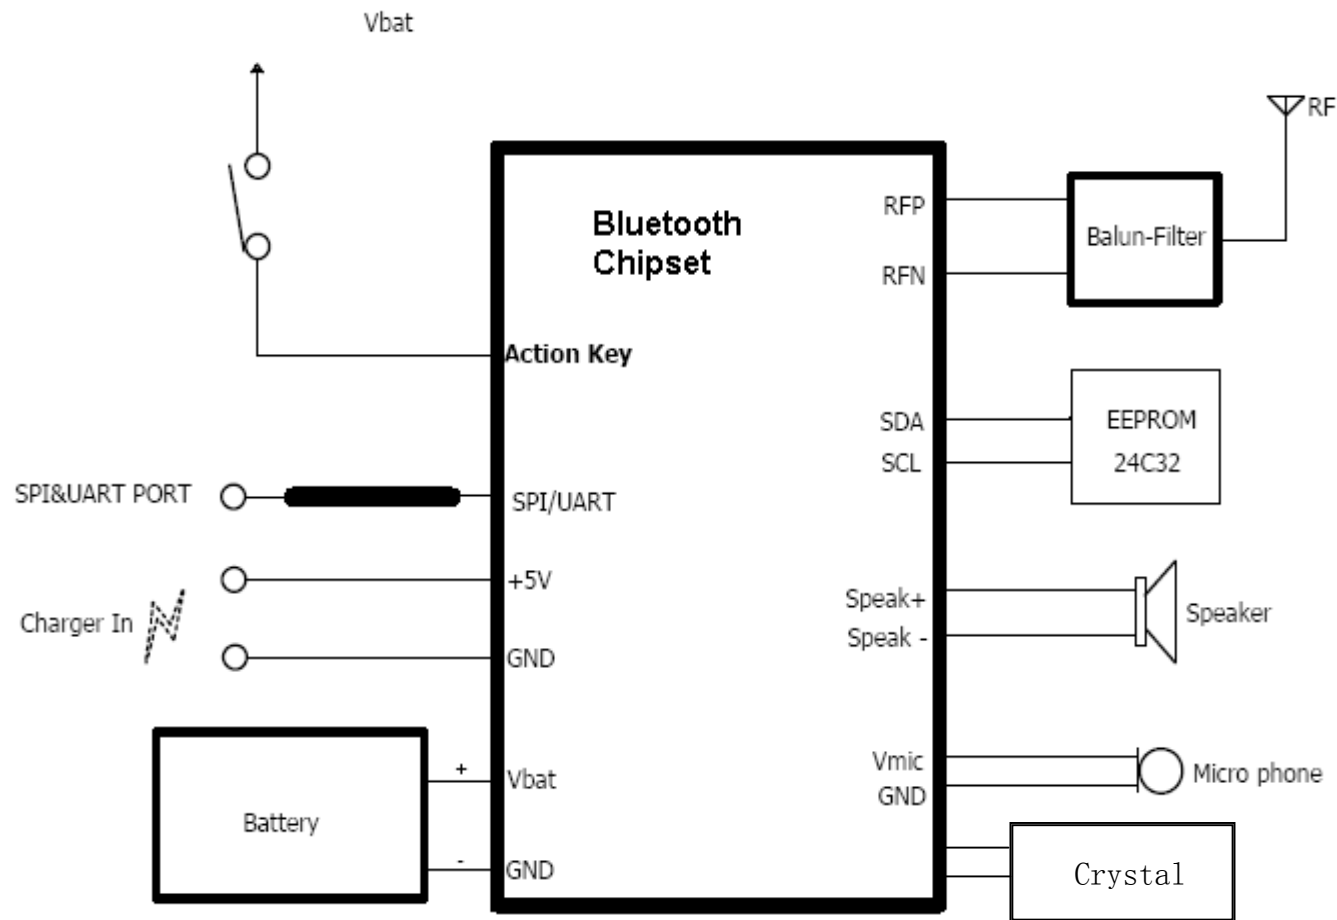 Vbat
RF
Bluetooth
Chipset
RFP
RFN
Balun-Filter
Action Key
SDA
SCL
EEPROM
24C32
SPI&UART PORT
SPI/UART
+5V
Charger In
GND
Speak+
Speak -
Speaker
Battery
+
Vbat
-
GND
Vmic
GND
Micro phone
Crystal